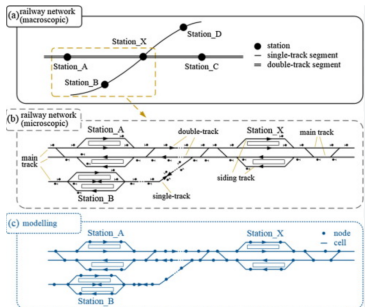 (a) railway network
(macroscopic)
Station_D
Station_X
Station_A
Station_C
Station_B
station
single-track segment
double-track segment
(b) railway network
(microscopic)
Station_A
double-track
Station_X
main track
main
track
siding track
single-track
Station_B
(c) modelling
Station_A
Station_X
node
cell
Station_B